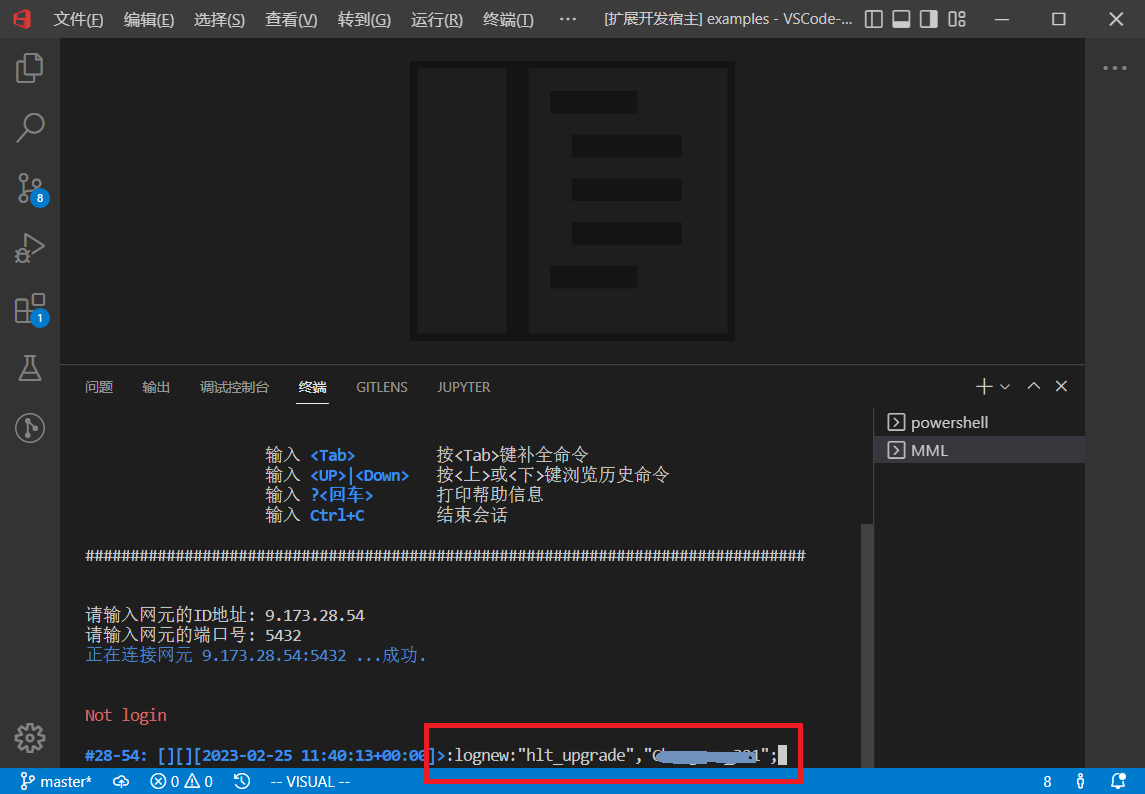 文件(F) 编辑(E) 选择(S) 查看(V) 转到(G) 运行(R) 终端(T) ··· [扩展开发宿主] examples - VSCode-...
8
1
问题 输出 调试控制台 终端 GITLENS JUPYTER
powershell
MML
输入 <Tab> 按<Tab>键补全命令
输入 <UP>|<Down> 按<上>或<下>键浏览历史命令
输入 ?<回车> 打印帮助信息
输入 Ctrl+C 结束会话
################################################################################
请输入网元的ID地址: 9.173.28.54
请输入网元的端口号: 5432
正在连接网元 9.173.28.54:5432 ...成功.
Not login
#28-54: [][][2023-02-25 11:40:13+00:00]>:lognew:"hlt_upgrade","
master* 0 0 -- VISUAL -- 8